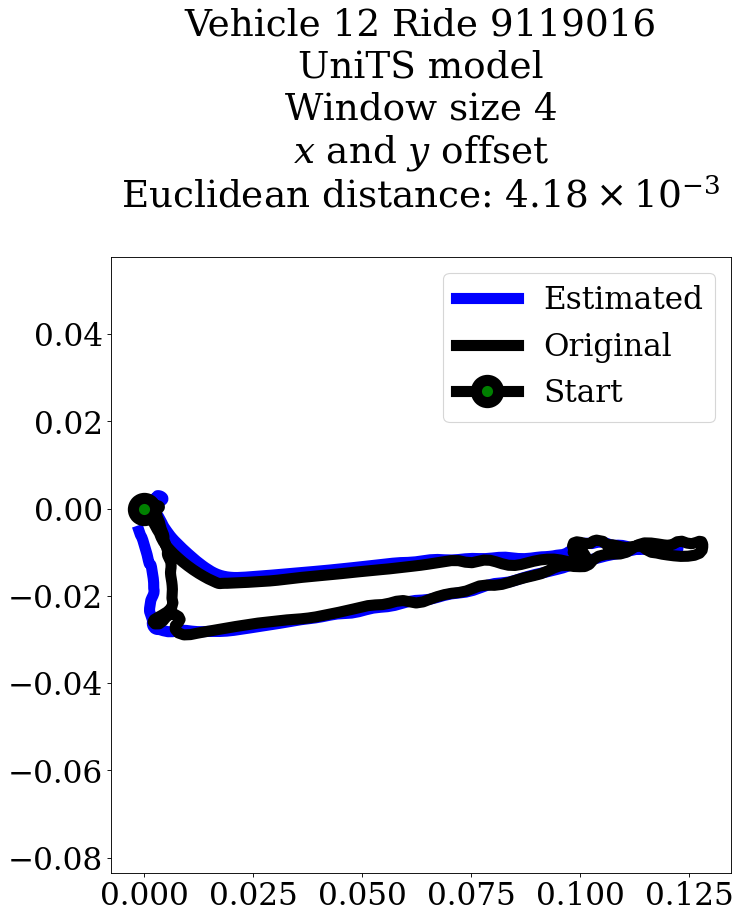 Vehicle 12 Ride 9119016
UniTS model
Window size 4
x and y offset
Euclidean distance: 4.18 × 10⁻³
Estimated
Original
Start
0.04
0.02
0.00
−0.02
−0.04
−0.06
−0.08
0.000 0.025 0.050 0.075 0.100 0.125